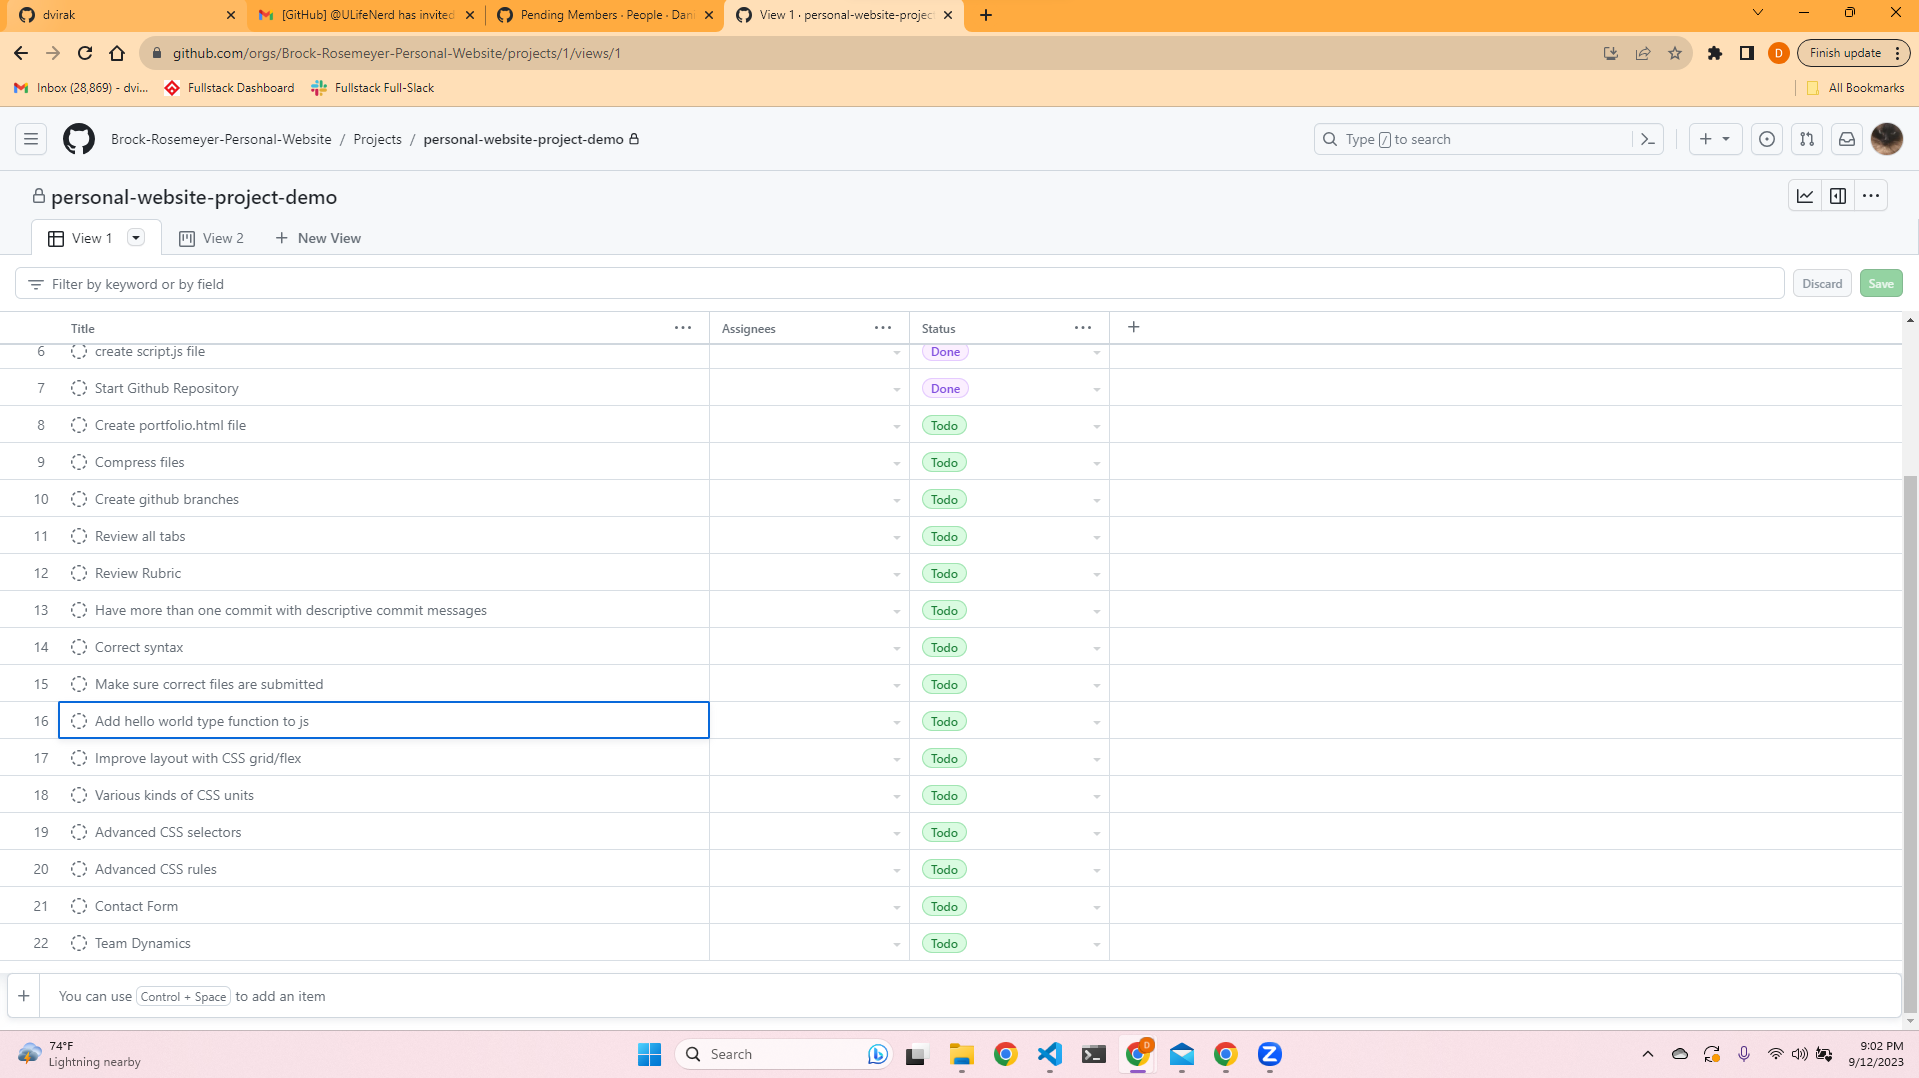 dvirak
[GitHub] @ULifeNerd has invited
Pending Members · People · Dani
View 1 · personal-website-project
github.com/orgs/Brock-Rosemeyer-Personal-Website/projects/1/views/1
D
Finish update
Inbox (28,869) - dvi...
Fullstack Dashboard
Fullstack Full-Slack
All Bookmarks
Brock-Rosemeyer-Personal-Website / Projects / personal-website-project-demo
Type / to search
personal-website-project-demo
View 1
View 2
+ New View
Filter by keyword or by field
Discard
Save
Title
Assignees
Status
6 create script.js file Done
7 Start Github Repository Done
8 Create portfolio.html file Todo
9 Compress files Todo
10 Create github branches Todo
11 Review all tabs Todo
12 Review Rubric Todo
13 Have more than one commit with descriptive commit messages Todo
14 Correct syntax Todo
15 Make sure correct files are submitted Todo
16 Add hello world type function to js Todo
17 Improve layout with CSS grid/flex Todo
18 Various kinds of CSS units Todo
19 Advanced CSS selectors Todo
20 Advanced CSS rules Todo
21 Contact Form Todo
22 Team Dynamics Todo
+ You can use Control + Space to add an item
74°F
Lightning nearby
Search
D
9:02 PM
9/12/2023